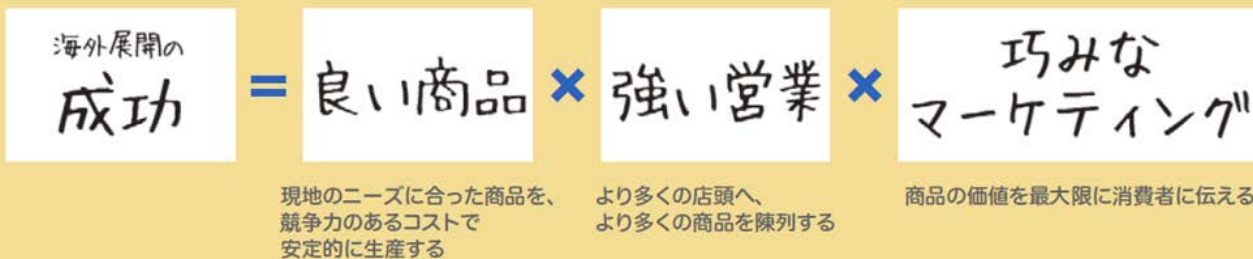 海外展開の
成功
=
良い商品
×
強い営業
×
巧みな
マーケティング
現地のニーズに合った商品を、
競争力のあるコストで
安定的に生産する
より多くの店頭へ、
より多くの商品を陳列する
商品の価値を最大限に消費者に伝える